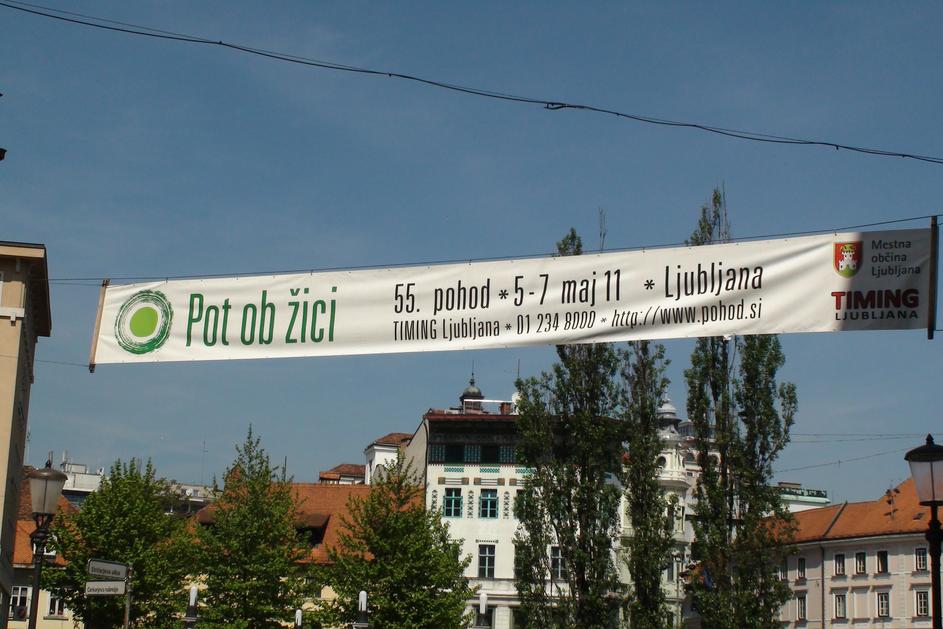 Pot ob žici
55. pohod * 5-7 maj 11 * Ljubljana
TIMING Ljubljana * 01 234 8000 * http://www.pohod.si
Mestna
občina
Ljubljana
TIMING
LJUBLJANA